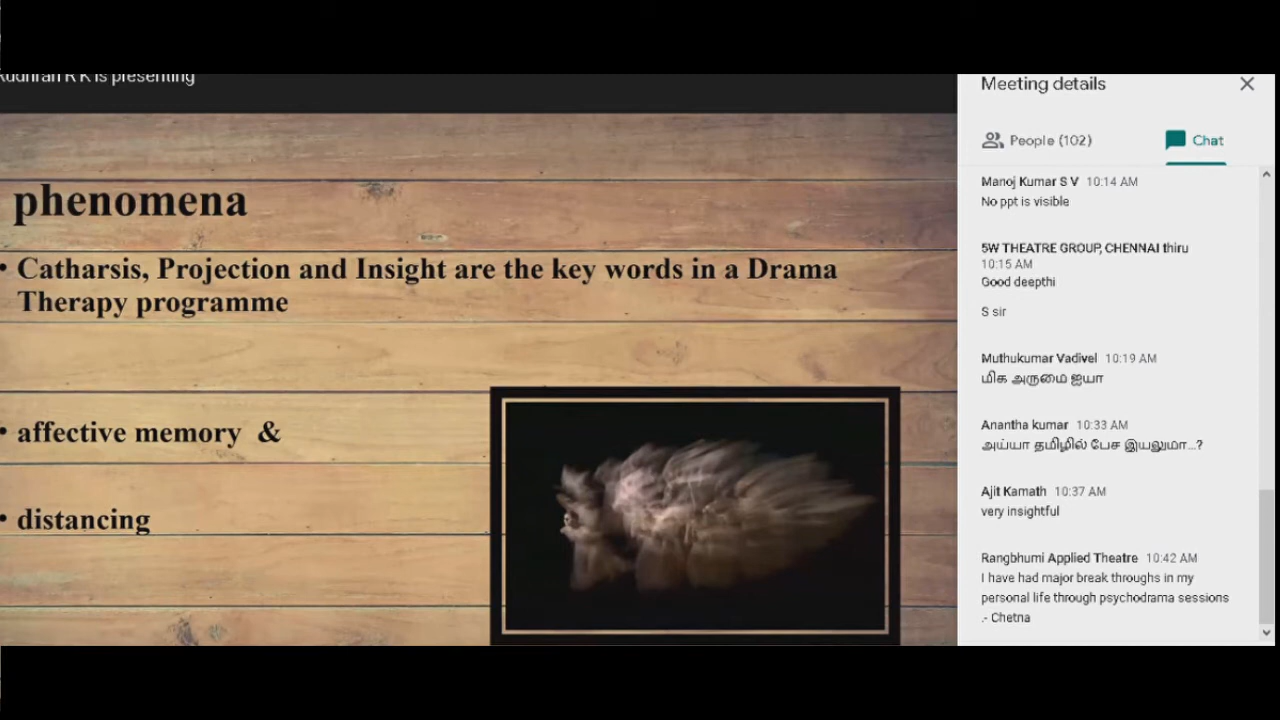 Rudhran R K is presenting
phenomena
• Catharsis, Projection and Insight are the key words in a Drama
Therapy programme
• affective memory &
• distancing
Meeting details
People (102)
Chat
Manoj Kumar S V 10:14 AM
No ppt is visible
5W THEATRE GROUP, CHENNAI thiru
10:15 AM
Good deepthi
S sir
Muthukumar Vadivel 10:19 AM
மிக அருமை ஐயா
Anantha kumar 10:33 AM
அய்யா தமிழில் பேச இயலுமா...?
Ajit Kamath 10:37 AM
very insightful
Rangbhumi Applied Theatre 10:42 AM
I have had major break throughs in my
personal life through psychodrama sessions
.- Chetna